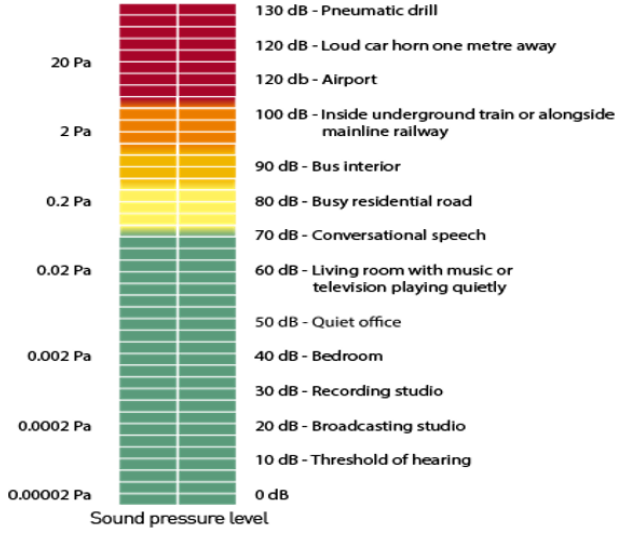 130 dB - Pneumatic drill
120 dB - Loud car horn one metre away
20 Pa
120 db - Airport
100 dB - Inside underground train or alongside
mainline railway
2 Pa
90 dB - Bus interior
0.2 Pa
80 dB - Busy residential road
70 dB - Conversational speech
0.02 Pa
60 dB - Living room with music or
television playing quietly
50 dB - Quiet office
0.002 Pa
40 dB - Bedroom
30 dB - Recording studio
0.0002 Pa
20 dB - Broadcasting studio
10 dB - Threshold of hearing
0.00002 Pa
0 dB
Sound pressure level